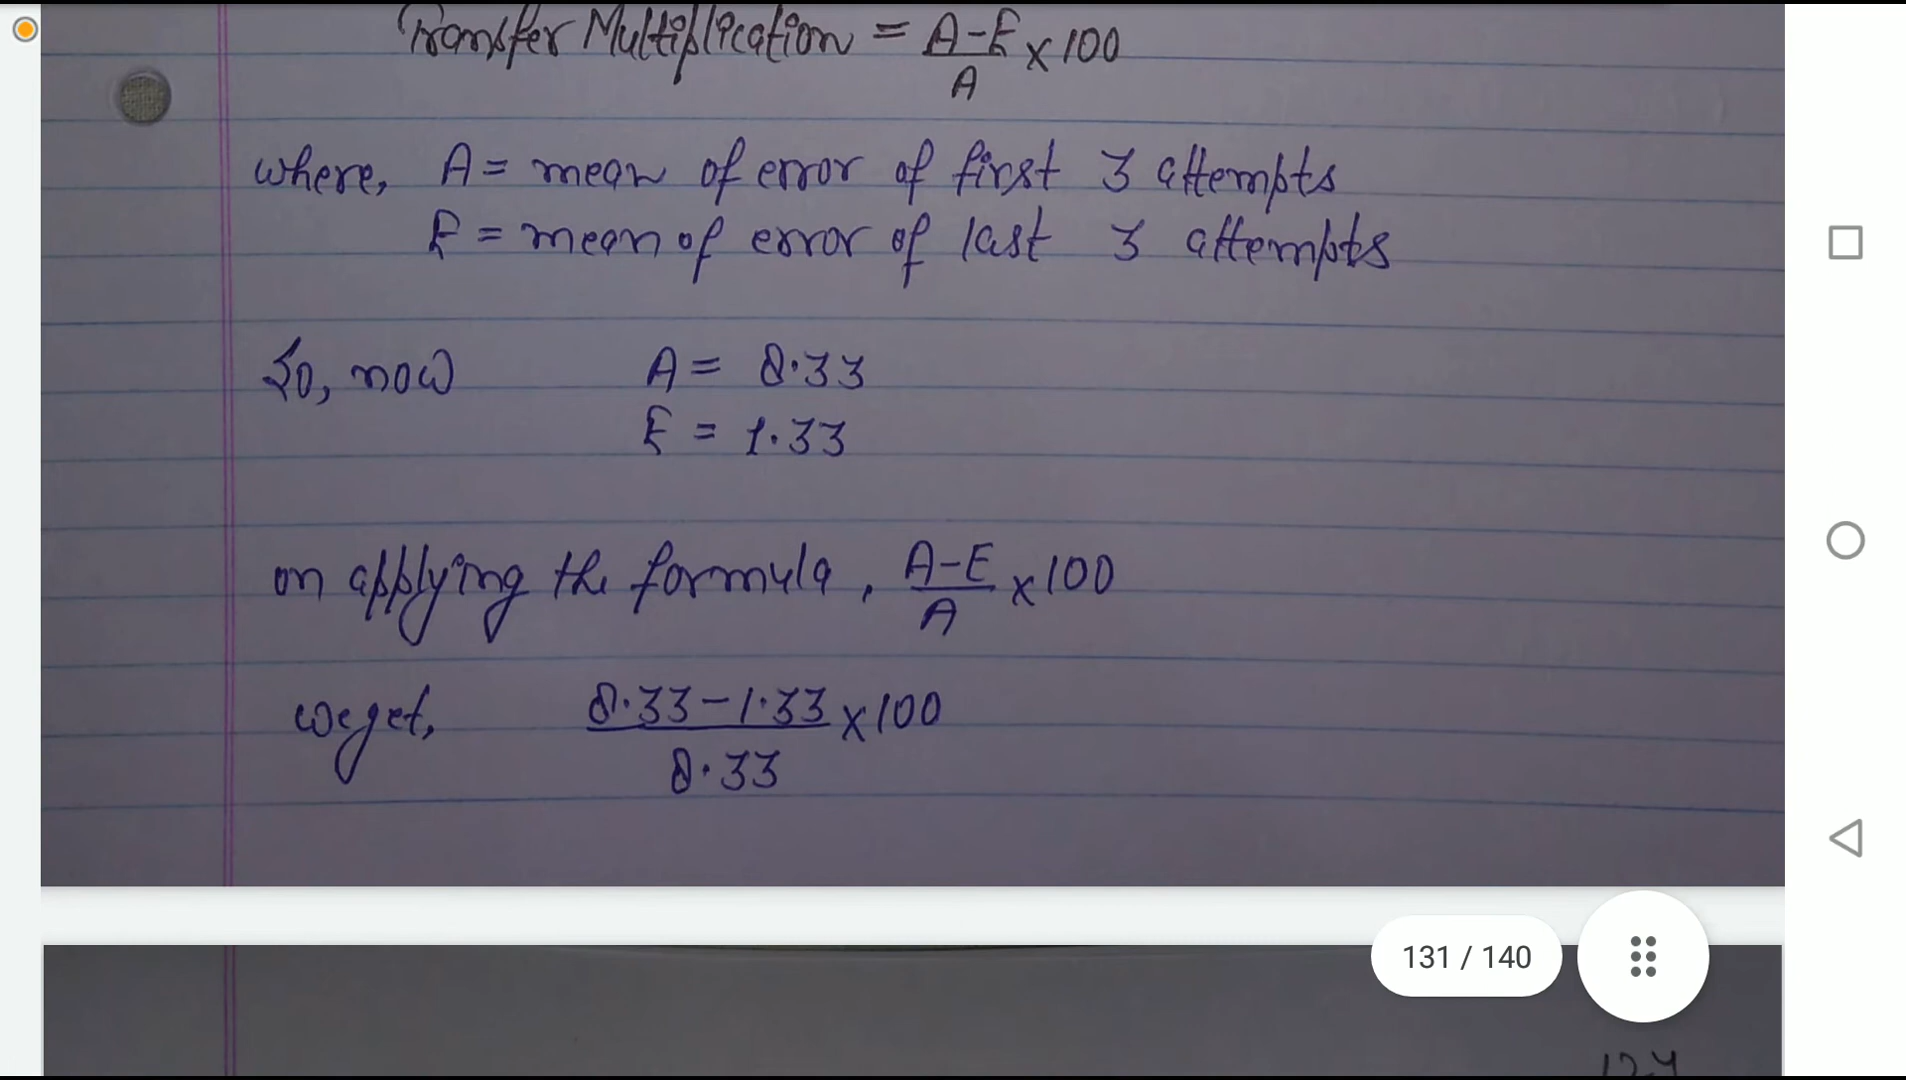 Transfer Multiplication = A-E/A x 100
where, A = mean of error of first 3 attempts
E = mean of error of last 3 attempts
So, now A = 8.33
E = 1.33
on applying the formula, A-E/A x 100
we get, 8.33-1.33/8.33 x 100
131 / 140